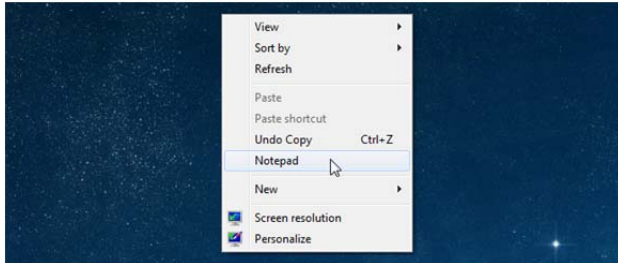 View
Sort by
Refresh
Paste
Paste shortcut
Undo Copy Ctrl+Z
Notepad
New
Screen resolution
Personalize